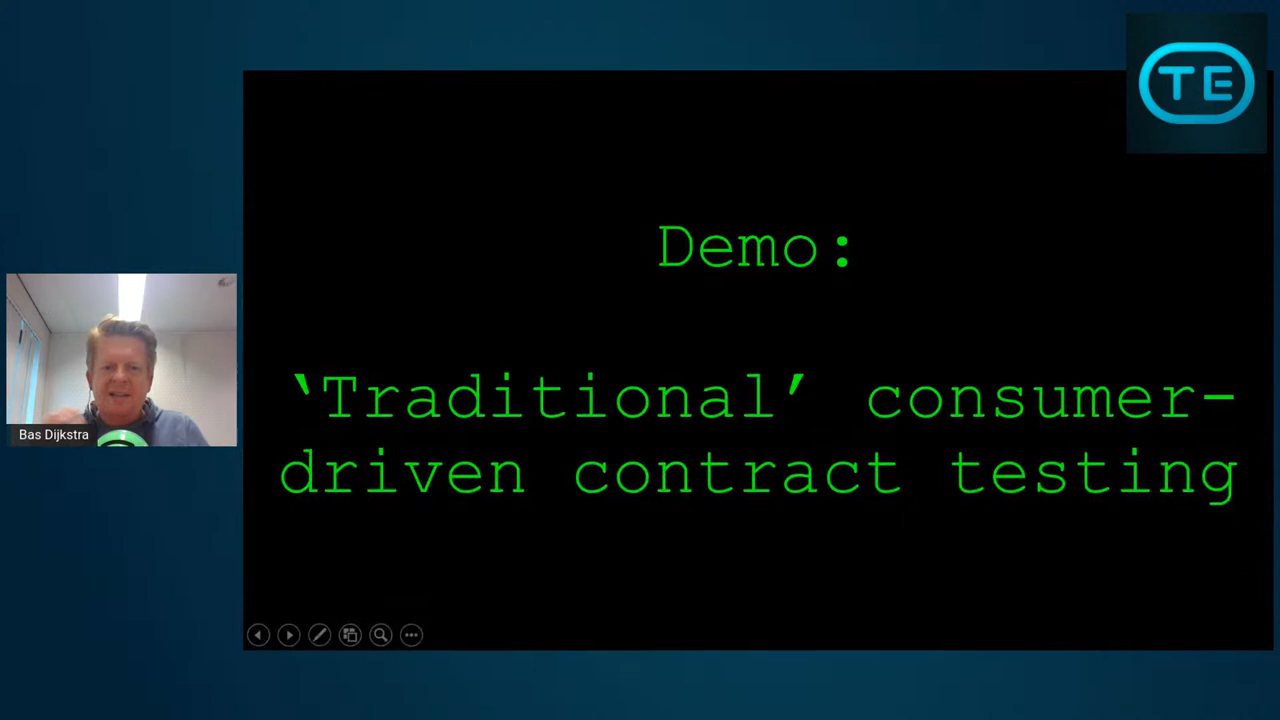 TE
Demo:
‘Traditional’ consumer-
driven contract testing
Bas Dijkstra